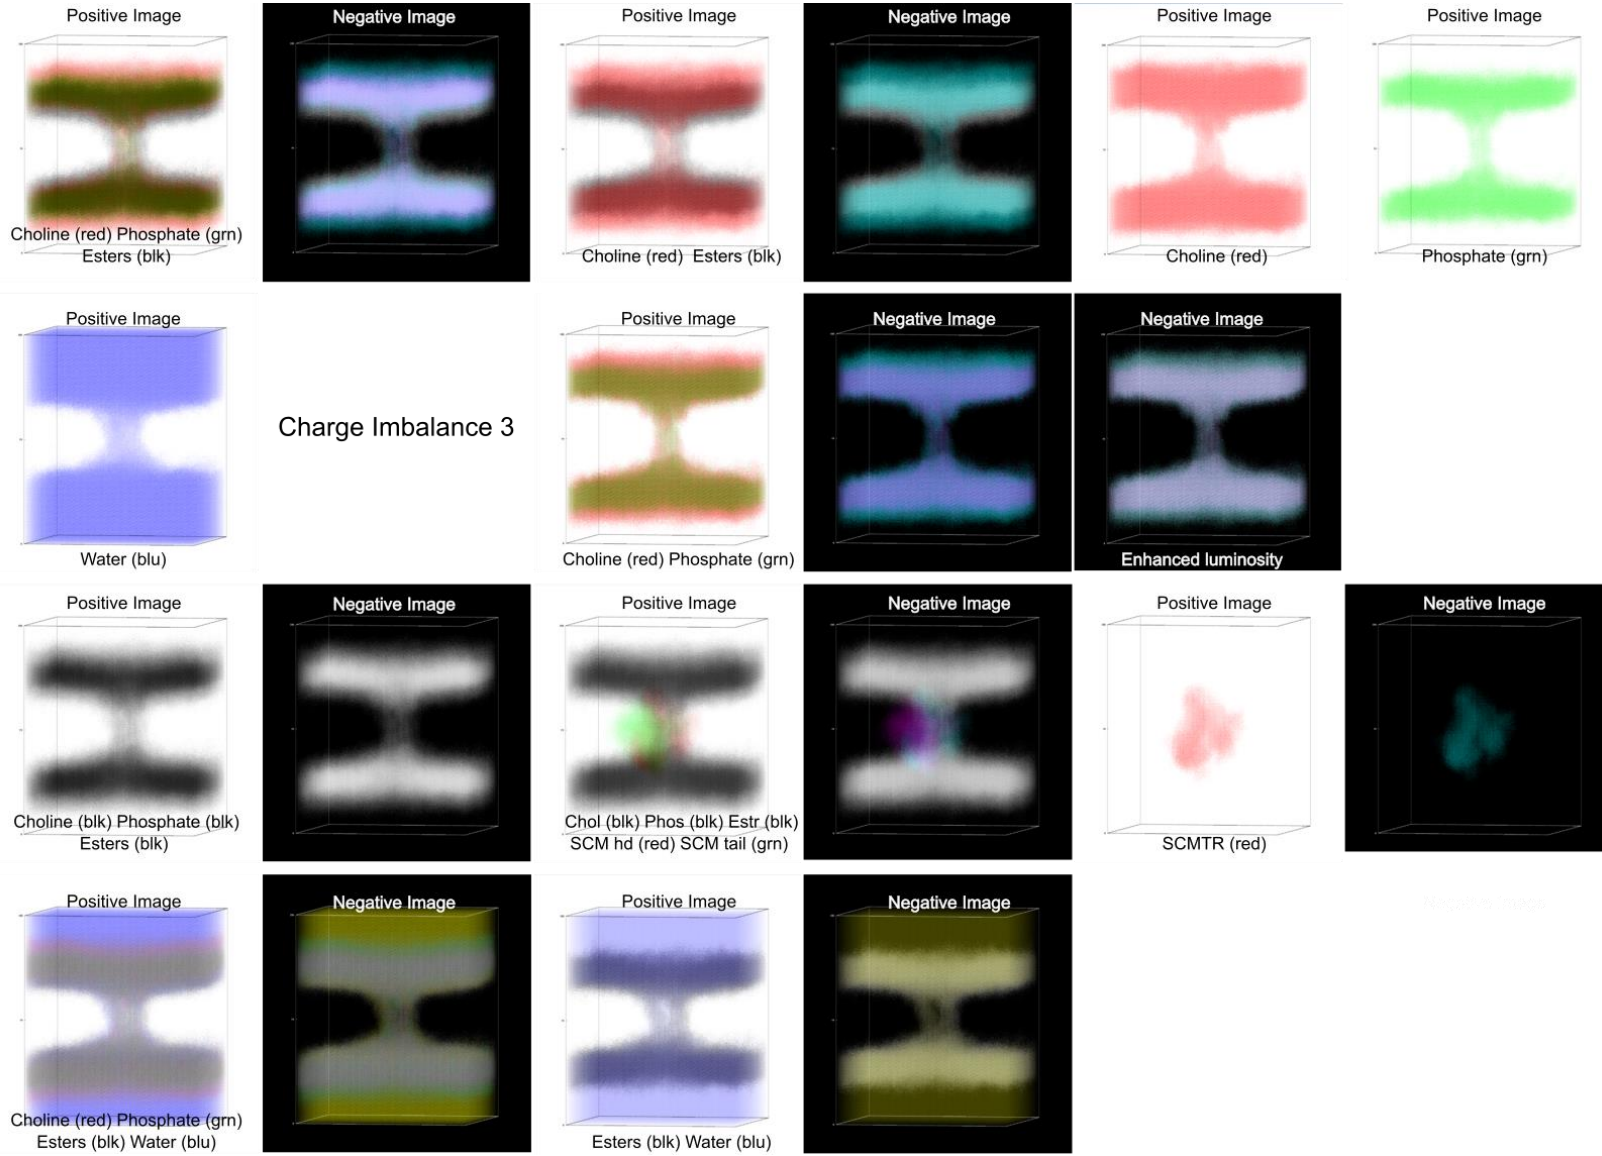 Positive Image
Negative Image
Positive Image
Negative Image
Positive Image
Positive Image
Choline (red) Phosphate (grn)
Esters (blk)
Choline (red) Esters (blk)
Choline (red)
Phosphate (grn)
Positive Image
Positive Image
Negative Image
Negative Image
Charge Imbalance 3
Water (blu)
Choline (red) Phosphate (grn)
Enhanced luminosity
Positive Image
Negative Image
Positive Image
Negative Image
Positive Image
Negative Image
Choline (blk) Phosphate (blk)
Esters (blk)
Chol (blk) Phos (blk) Estr (blk)
SCM hd (red) SCM tail (grn)
SCMTR (red)
Positive Image
Negative Image
Positive Image
Negative Image
Negative Image
Choline (red) Phosphate (grn)
Esters (blk) Water (blu)
Esters (blk) Water (blu)